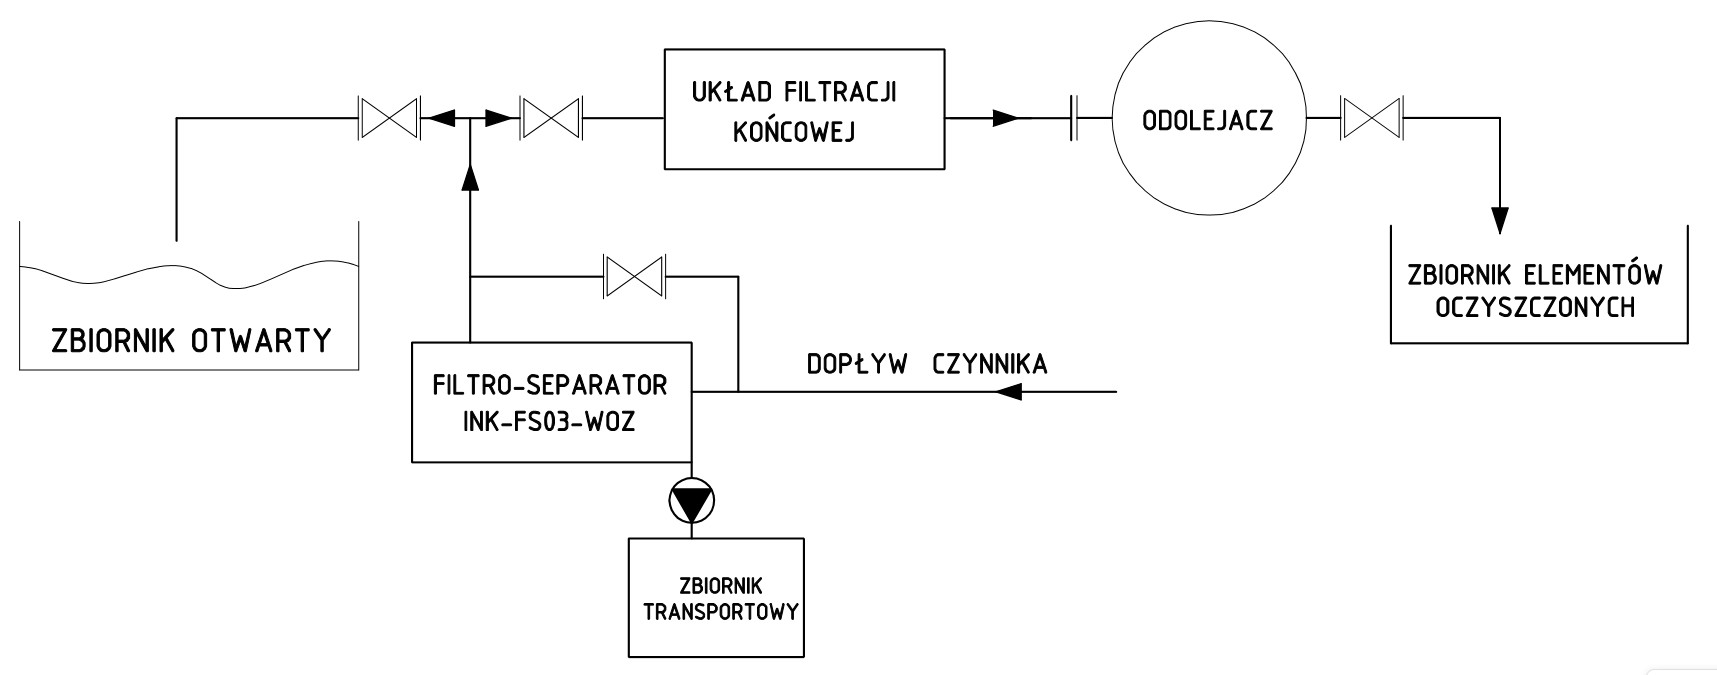 UKŁAD FILTRACJI
KOŃCOWEJ
ODOLEJACZ
ZBIORNIK ELEMENTÓW
OCZYSZCZONYCH
ZBIORNIK OTWARTY
DOPŁYW CZYNNIKA
FILTRO-SEPARATOR
INK-FS03-WOZ
ZBIORNIK
TRANSPORTOWY